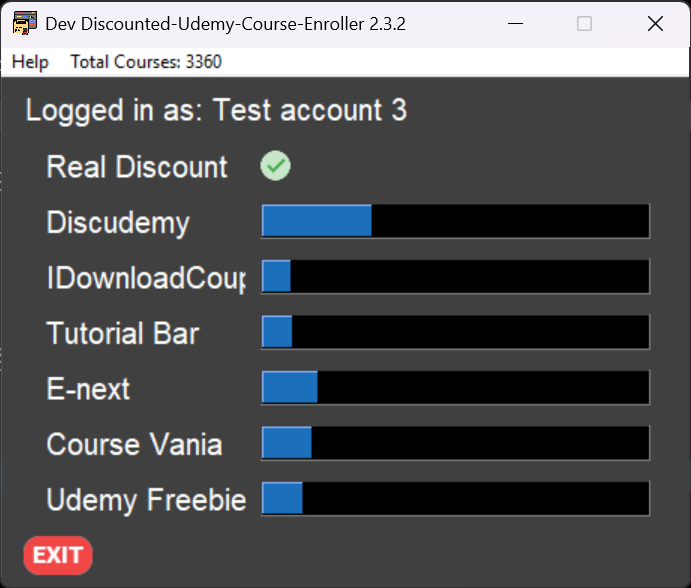 Dev Discounted-Udemy-Course-Enroller 2.3.2
Help Total Courses: 3360
Logged in as: Test account 3
Real Discount
Discudemy
IDownloadCoup
Tutorial Bar
E-next
Course Vania
Udemy Freebie
EXIT